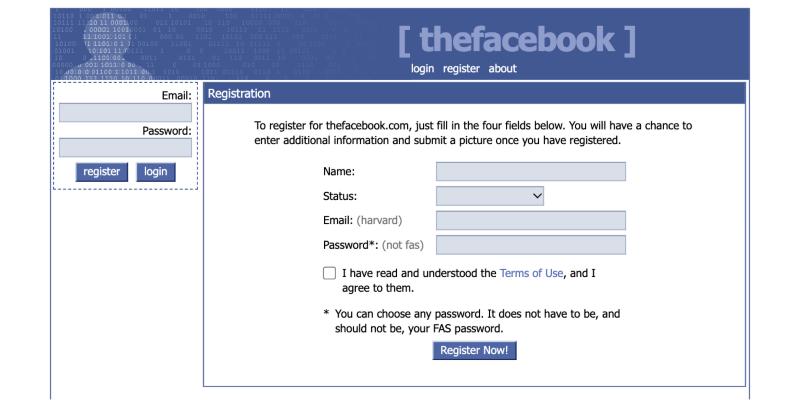 [ thefacebook ]
login register about
Email:
Password:
register login
Registration
To register for thefacebook.com, just fill in the four fields below. You will have a chance to
enter additional information and submit a picture once you have registered.
Name:
Status:
Email: (harvard)
Password*: (not fas)
I have read and understood the Terms of Use, and I
agree to them.
* You can choose any password. It does not have to be, and
should not be, your FAS password.
Register Now!